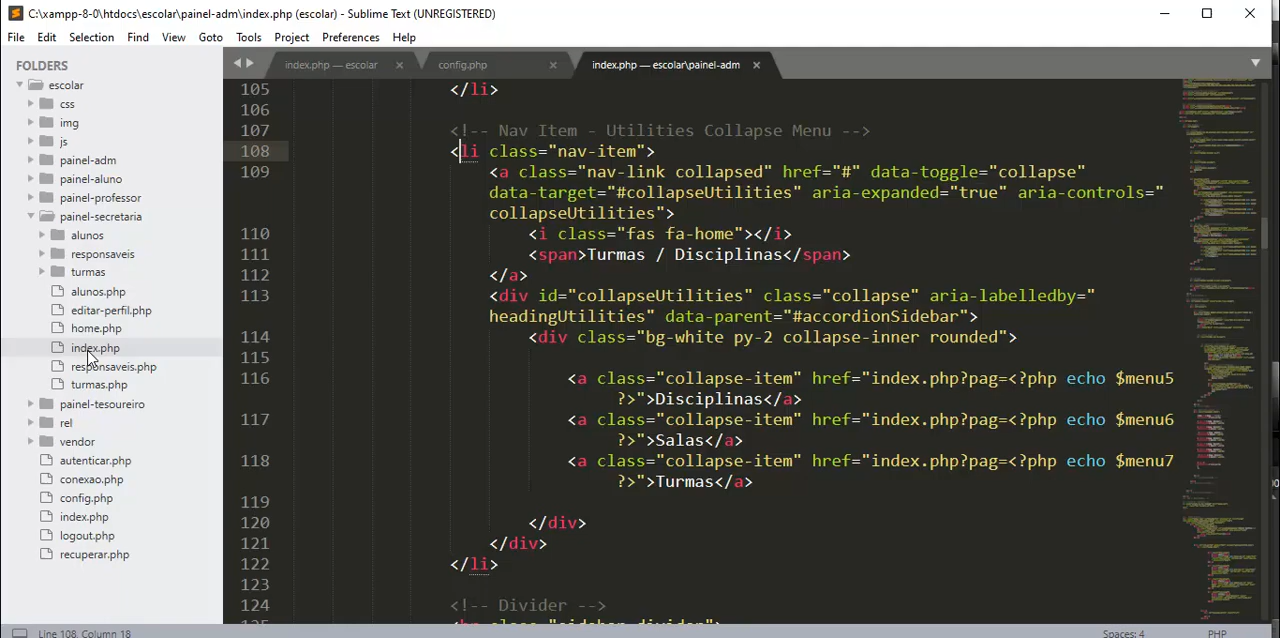 C:\xampp-8-0\htdocs\escolar\painel-adm\index.php (escolar) - Sublime Text (UNREGISTERED)
File Edit Selection Find View Goto Tools Project Preferences Help
FOLDERS
escolar
css
img
js
painel-adm
painel-aluno
painel-professor
painel-secretaria
alunos
responsaveis
turmas
alunos.php
editar-perfil.php
home.php
index.php
responsaveis.php
turmas.php
painel-tesoureiro
rel
vendor
autenticar.php
conexao.php
config.php
index.php
logout.php
recuperar.php
index.php — escolar config.php index.php — escolar\painel-adm
105 </li>
106
107 <!-- Nav Item - Utilities Collapse Menu -->
108 <li class="nav-item">
109 <a class="nav-link collapsed" href="#" data-toggle="collapse"
data-target="#collapseUtilities" aria-expanded="true" aria-controls="
collapseUtilities">
110 <i class="fas fa-home"></i>
111 <span>Turmas / Disciplinas</span>
112 </a>
113 <div id="collapseUtilities" class="collapse" aria-labelledby="
headingUtilities" data-parent="#accordionSidebar">
114 <div class="bg-white py-2 collapse-inner rounded">
115
116 <a class="collapse-item" href="index.php?pag=<?php echo $menu5
?>">Disciplinas</a>
117 <a class="collapse-item" href="index.php?pag=<?php echo $menu6
?>">Salas</a>
118 <a class="collapse-item" href="index.php?pag=<?php echo $menu7
?>">Turmas</a>
119
120 </div>
121 </div>
122 </li>
123
124 <!-- Divider -->
Line 108, Column 18 Spaces: 4 PHP